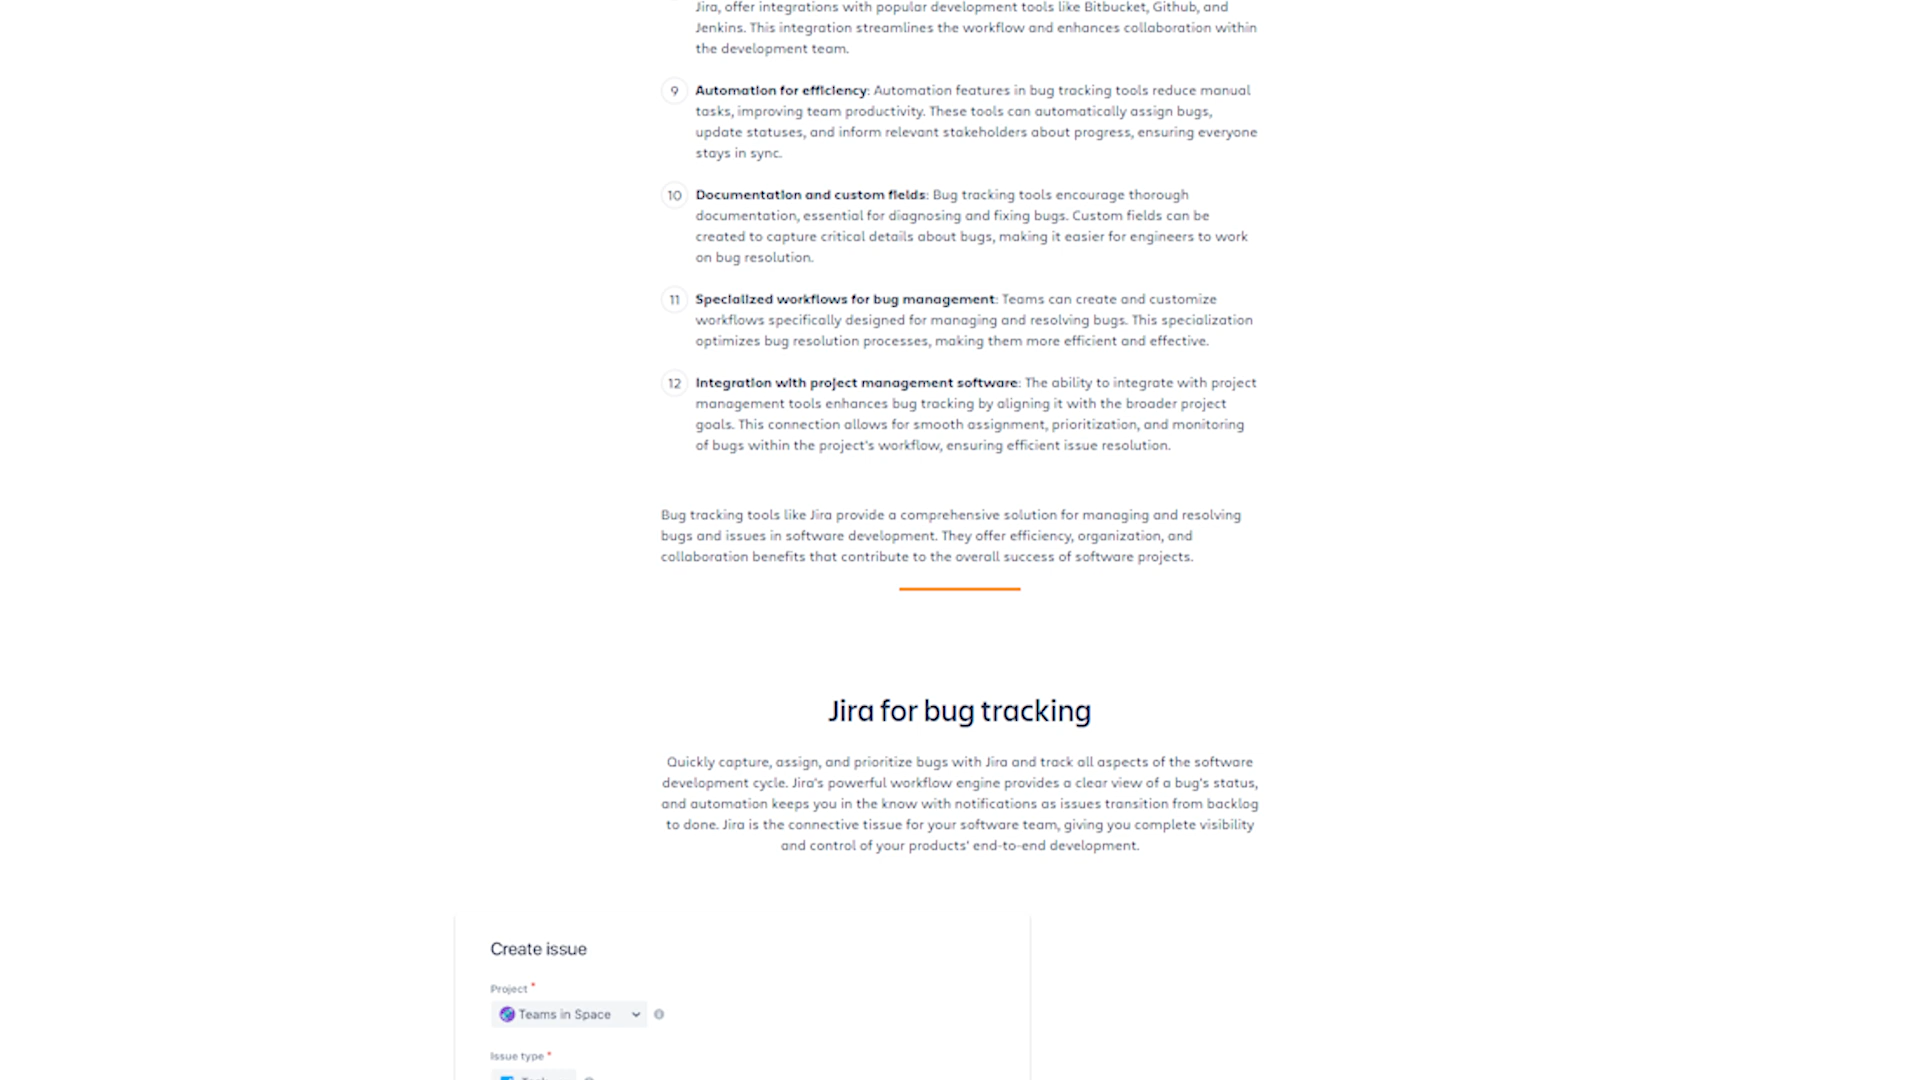 Jira, offer integrations with popular development tools like Bitbucket, Github, and
Jenkins. This integration streamlines the workflow and enhances collaboration within
the development team.
9 Automation for efficiency: Automation features in bug tracking tools reduce manual
tasks, improving team productivity. These tools can automatically assign bugs,
update statuses, and inform relevant stakeholders about progress, ensuring everyone
stays in sync.
10 Documentation and custom fields: Bug tracking tools encourage thorough
documentation, essential for diagnosing and fixing bugs. Custom fields can be
created to capture critical details about bugs, making it easier for engineers to work
on bug resolution.
11 Specialized workflows for bug management: Teams can create and customize
workflows specifically designed for managing and resolving bugs. This specialization
optimizes bug resolution processes, making them more efficient and effective.
12 Integration with project management software: The ability to integrate with project
management tools enhances bug tracking by aligning it with the broader project
goals. This connection allows for smooth assignment, prioritization, and monitoring
of bugs within the project's workflow, ensuring efficient issue resolution.
Bug tracking tools like Jira provide a comprehensive solution for managing and resolving
bugs and issues in software development. They offer efficiency, organization, and
collaboration benefits that contribute to the overall success of software projects.
Jira for bug tracking
Quickly capture, assign, and prioritize bugs with Jira and track all aspects of the software
development cycle. Jira's powerful workflow engine provides a clear view of a bug's status,
and automation keeps you in the know with notifications as issues transition from backlog
to done. Jira is the connective tissue for your software team, giving you complete visibility
and control of your products' end-to-end development.
Create issue
Project *
Teams in Space
Issue type *